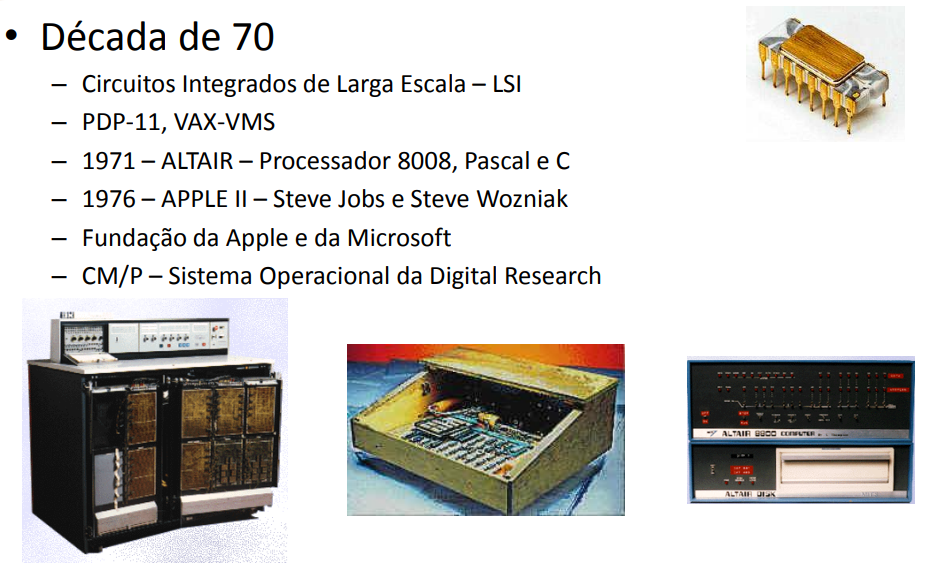 • Década de 70
– Circuitos Integrados de Larga Escala – LSI
– PDP-11, VAX-VMS
– 1971 – ALTAIR – Processador 8008, Pascal e C
– 1976 – APPLE II – Steve Jobs e Steve Wozniak
– Fundação da Apple e da Microsoft
– CM/P – Sistema Operacional da Digital Research
ALTAIR 8800 COMPUTER
ALTAIR DISK